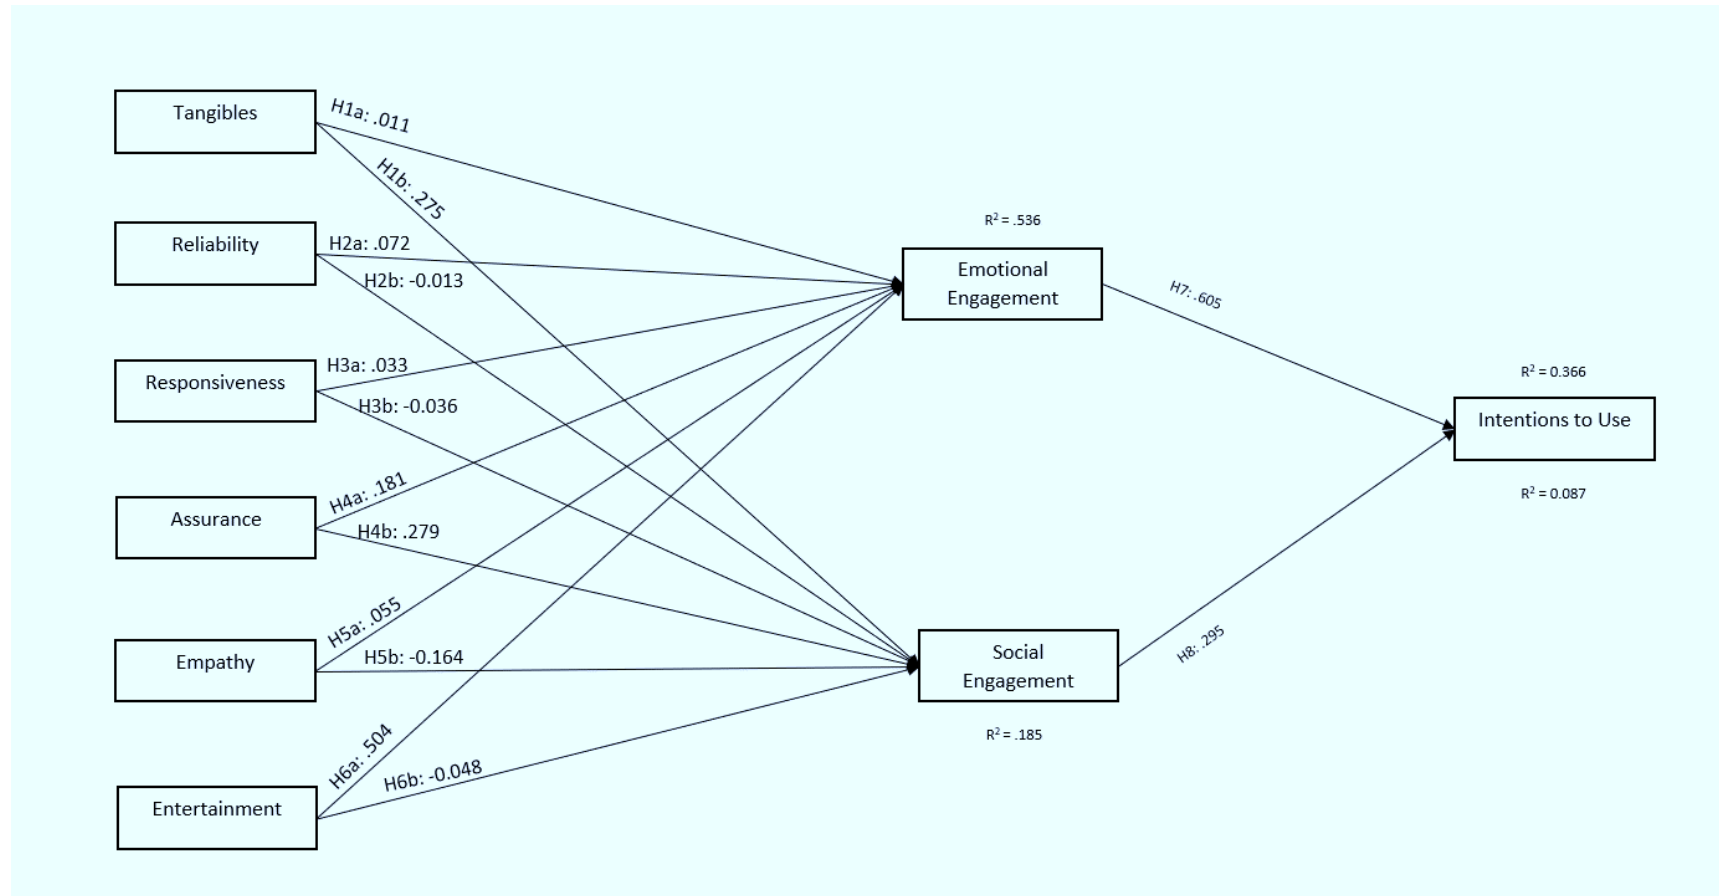 Tangibles
H1a: .011
H1b: .275
Reliability
H2a: .072
H2b: -0.013
Responsiveness
H3a: .033
H3b: -0.036
Assurance
H4a: .181
H4b: .279
Empathy
H5a: .055
H5b: -0.164
Entertainment
H6a: .504
H6b: -0.048
R² = .536
Emotional
Engagement
Social
Engagement
R² = .185
H7: .605
H8: .295
R² = 0.366
Intentions to Use
R² = 0.087